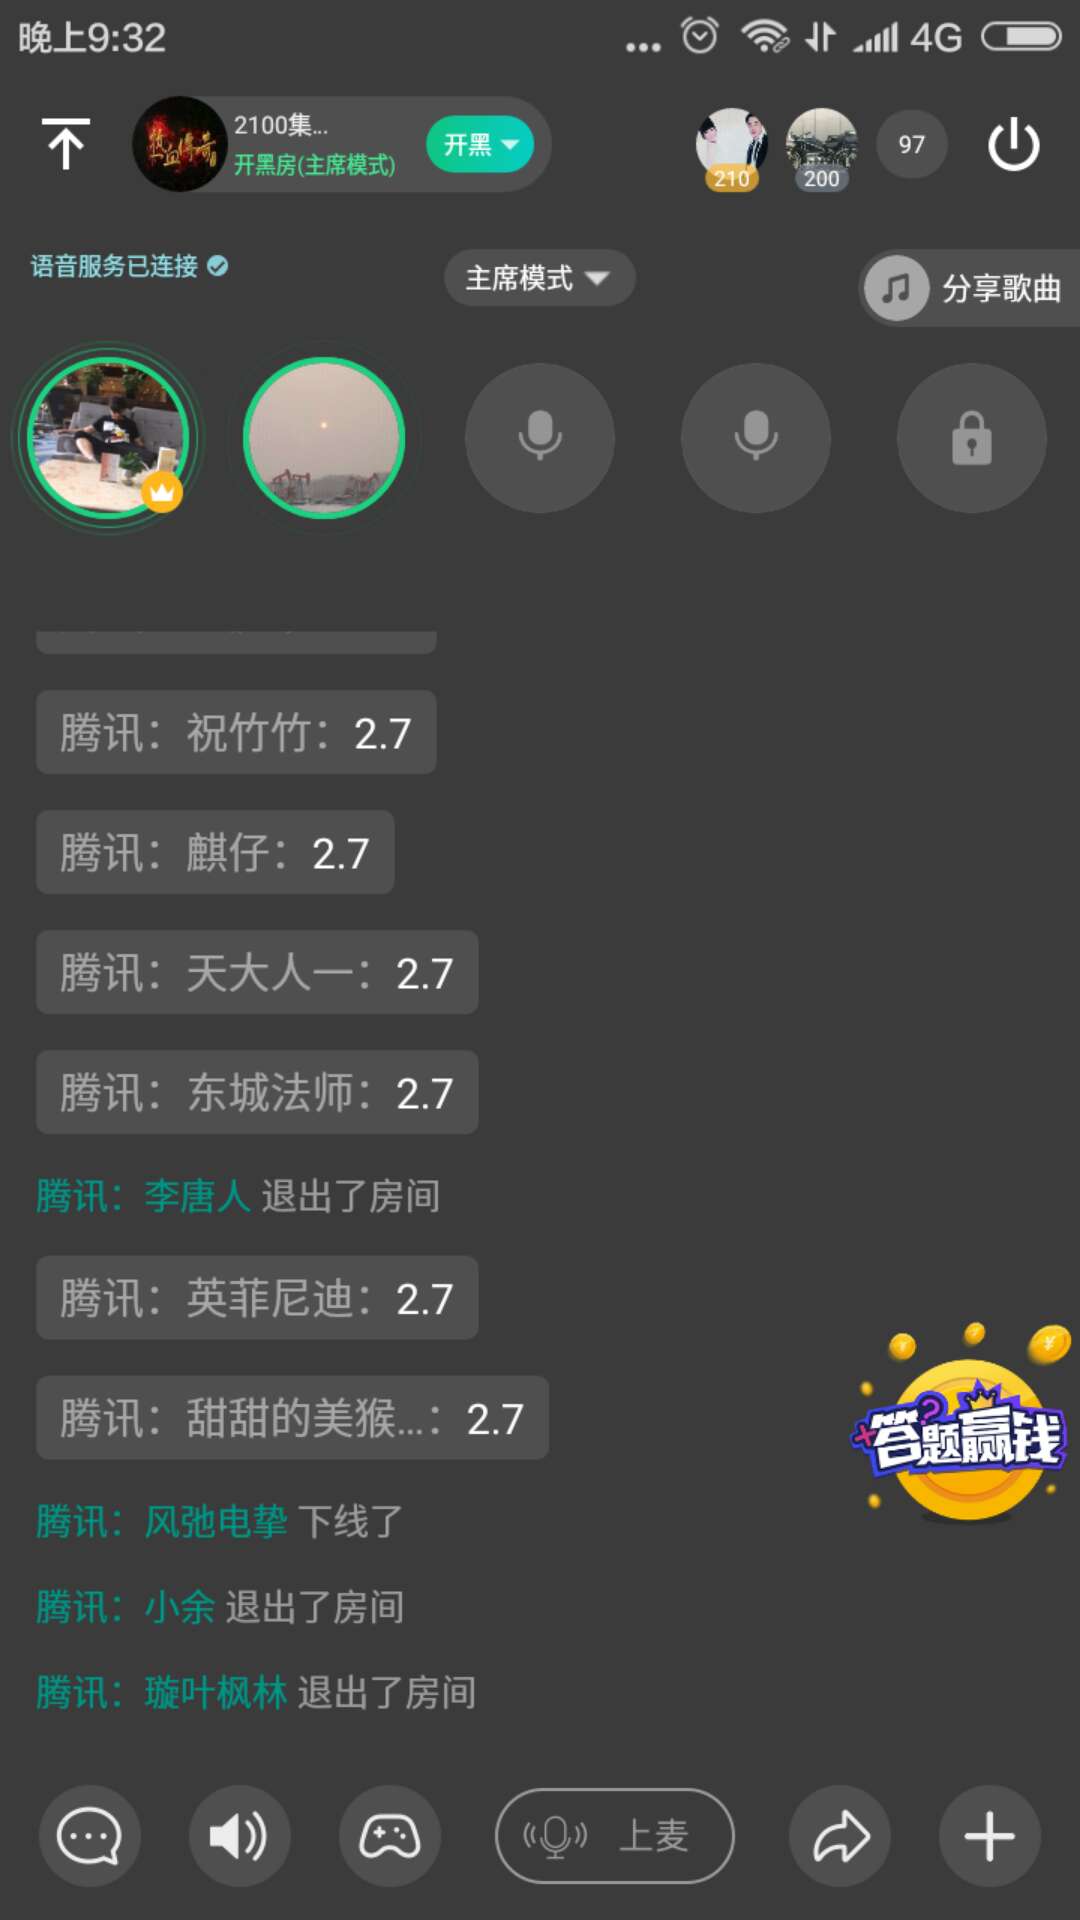 晚上9:32
4G
热血传奇
2100集...
开黑房(主席模式)
开黑
210
200
97
语音服务已连接
主席模式
分享歌曲
腾讯：祝竹竹：2.7
腾讯：麒仔：2.7
腾讯：天大人一：2.7
腾讯：东城法师：2.7
腾讯：李唐人 退出了房间
腾讯：英菲尼迪：2.7
腾讯：甜甜的美猴...：2.7
答题赢钱
腾讯：风弛电挚 下线了
腾讯：小余 退出了房间
腾讯：璇叶枫林 退出了房间
上麦